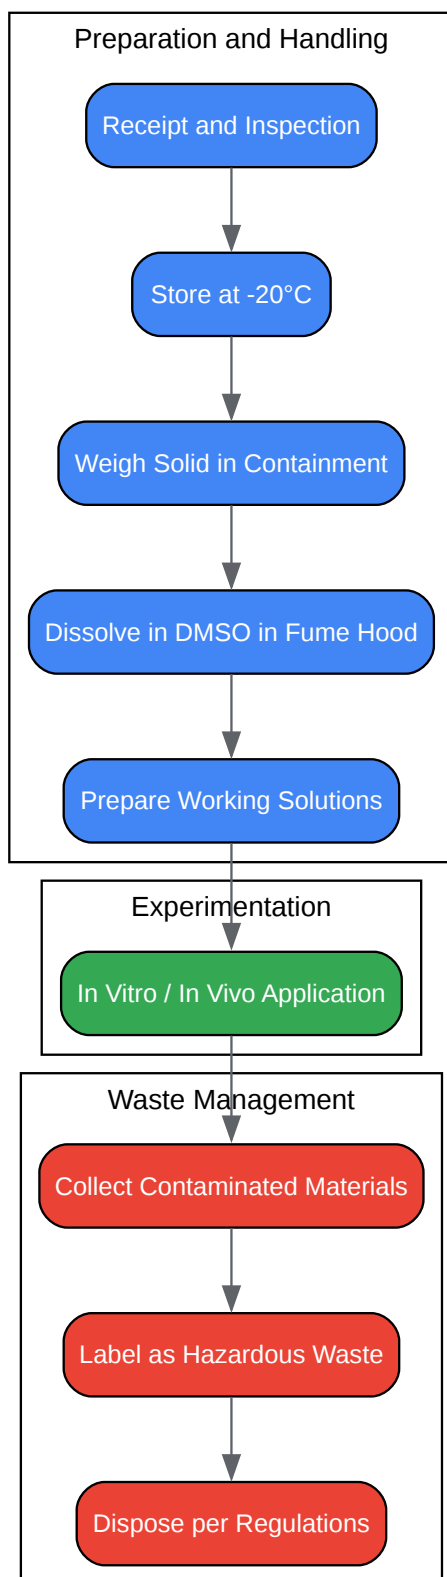 Preparation and Handling
Receipt and Inspection
Store at -20°C
Weigh Solid in Containment
Dissolve in DMSO in Fume Hood
Prepare Working Solutions
Experimentation
In Vitro / In Vivo Application
Waste Management
Collect Contaminated Materials
Label as Hazardous Waste
Dispose per Regulations